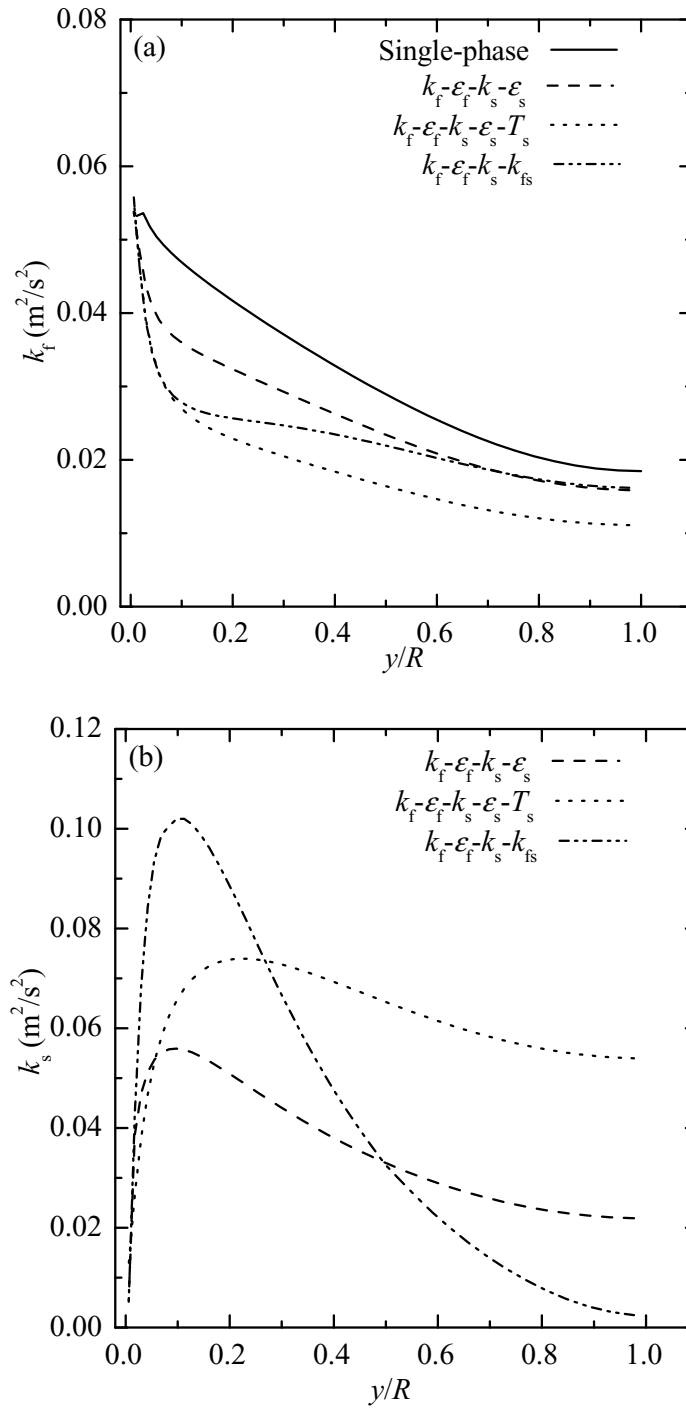 (a)
Single-phase
k_f-ε_f-k_s-ε_s
k_f-ε_f-k_s-ε_s-T_s
k_f-ε_f-k_s-k_fs
0.08
0.06
0.04
0.02
0.00
k_f (m²/s²)
0.0 0.2 0.4 0.6 0.8 1.0
y/R
(b)
k_f-ε_f-k_s-ε_s
k_f-ε_f-k_s-ε_s-T_s
k_f-ε_f-k_s-k_fs
0.12
0.10
0.08
0.06
0.04
0.02
0.00
k_s (m²/s²)
0.0 0.2 0.4 0.6 0.8 1.0
y/R